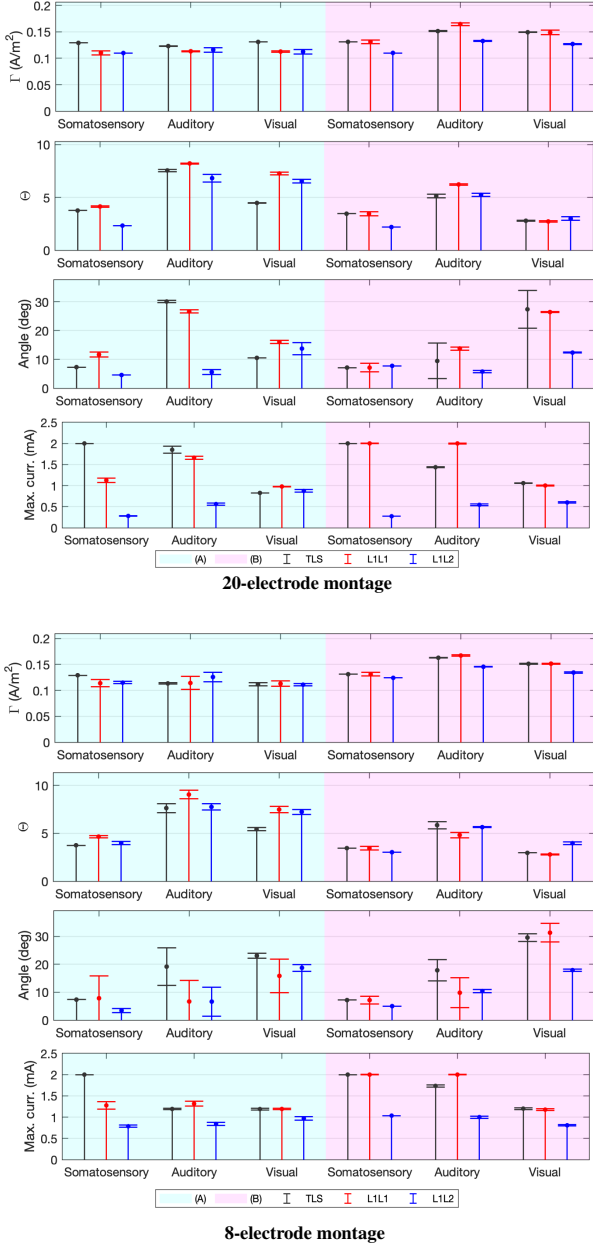 0.2
0.15
0.1
0.05
0
Γ (A/m²)
Somatosensory Auditory Visual Somatosensory Auditory Visual
10
5
0
Θ
Somatosensory Auditory Visual Somatosensory Auditory Visual
30
20
10
0
Angle (deg)
Somatosensory Auditory Visual Somatosensory Auditory Visual
2.5
2
1.5
1
0.5
0
Max. curr. (mA)
Somatosensory Auditory Visual Somatosensory Auditory Visual
(A) (B) TLS L1L1 L1L2
20-electrode montage
0.2
0.15
0.1
0.05
0
Γ (A/m²)
Somatosensory Auditory Visual Somatosensory Auditory Visual
10
5
0
Θ
Somatosensory Auditory Visual Somatosensory Auditory Visual
30
20
10
0
Angle (deg)
Somatosensory Auditory Visual Somatosensory Auditory Visual
2.5
2
1.5
1
0.5
0
Max. curr. (mA)
Somatosensory Auditory Visual Somatosensory Auditory Visual
(A) (B) TLS L1L1 L1L2
8-electrode montage